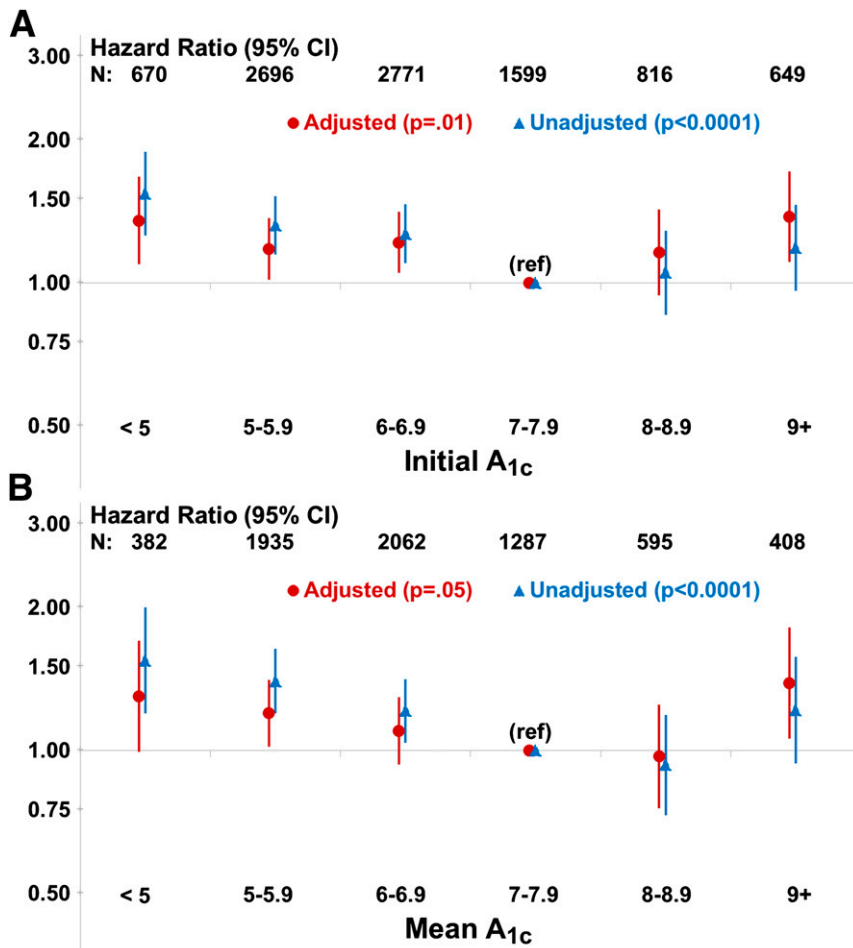 A
Hazard Ratio (95% CI)
N: 670 2696 2771 1599 816 649
3.00
Adjusted (p=.01) Unadjusted (p<0.0001)
2.00
1.50
(ref)
1.00
0.75
0.50
< 5 5-5.9 6-6.9 7-7.9 8-8.9 9+
Initial A1c
B
Hazard Ratio (95% CI)
3.00
N: 382 1935 2062 1287 595 408
Adjusted (p=.05) Unadjusted (p<0.0001)
2.00
1.50
(ref)
1.00
0.75
0.50
< 5 5-5.9 6-6.9 7-7.9 8-8.9 9+
Mean A1c